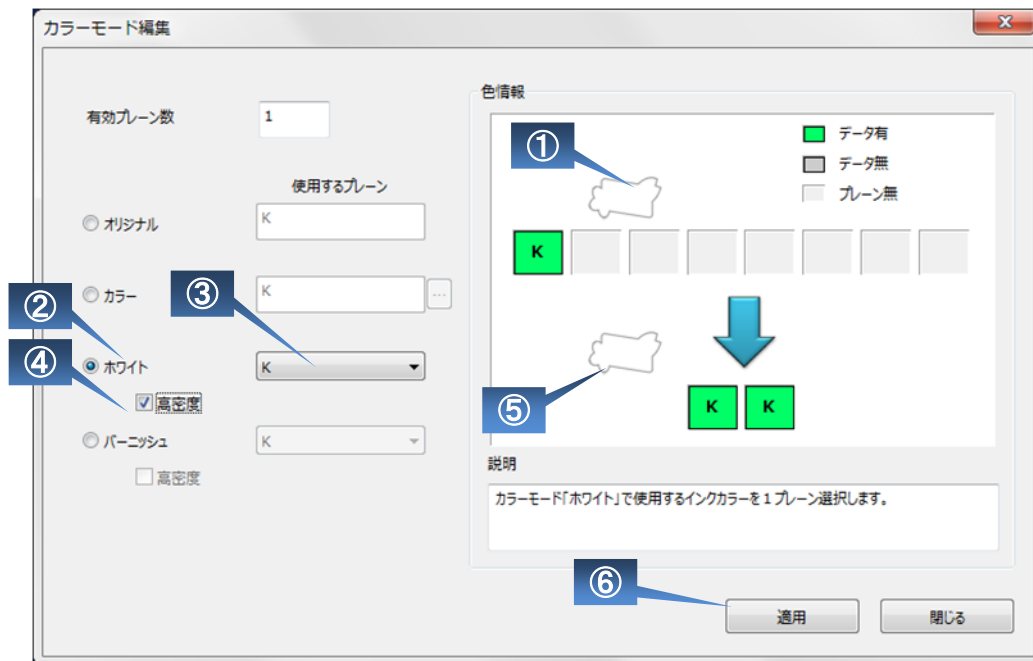 カラーモード編集
x
有効プレーン数
1
使用するプレーン
オリジナル
K
カラー
K
...
②
③
④
ホワイト
K
高密度
バーニッシュ
K
高密度
色情報
①
データ有
データ無
プレーン無
K
⑤
K K
説明
カラーモード「ホワイト」で使用するインクカラーを1プレーン選択します。
⑥
適用
閉じる